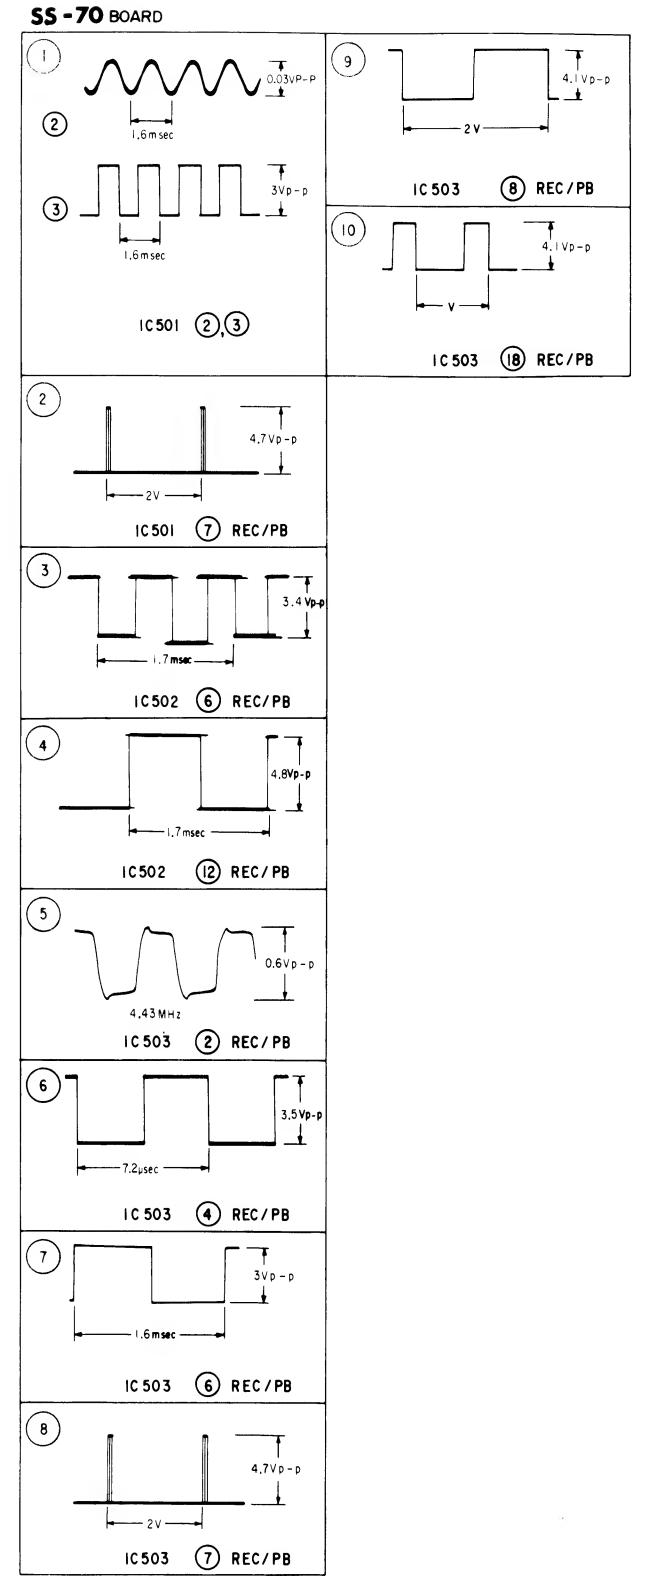 SS-70 BOARD
1
0.03VP-P
2
1.6msec
3Vp-p
3
1.6msec
IC501 2,3
2
4.7Vp-p
2V
IC501 7 REC/PB
3
3.4Vp-p
1.7msec
IC502 6 REC/PB
4
4.8Vp-p
1.7msec
IC502 12 REC/PB
5
0.6Vp-p
4.43MHz
IC503 2 REC/PB
6
3.5Vp-p
7.2µsec
IC503 4 REC/PB
7
3Vp-p
1.6msec
IC503 6 REC/PB
8
4.7Vp-p
2V
IC503 7 REC/PB
9
4.1Vp-p
2V
IC503 8 REC/PB
10
4.1Vp-p
V
IC503 18 REC/PB